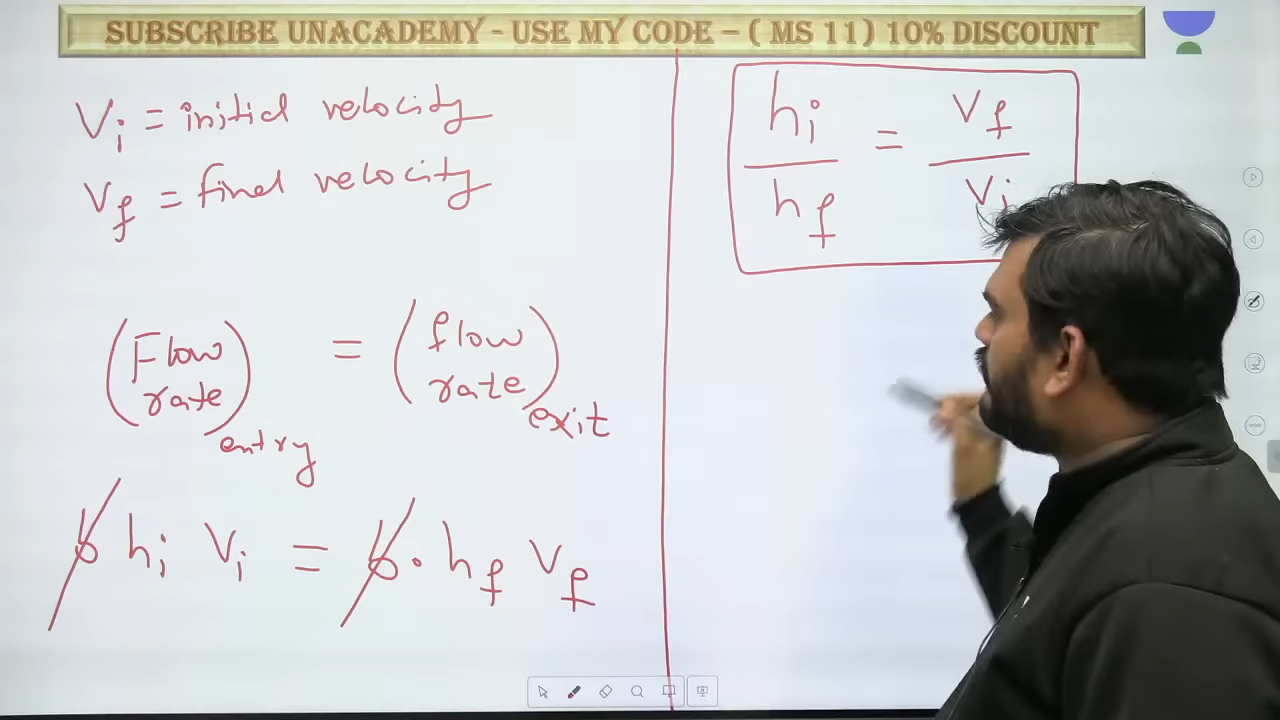 SUBSCRIBE UNACADEMY - USE MY CODE – ( MS 11) 10% DISCOUNT
Vi = initial velocity
Vf = final velocity
(Flow rate)entry = (flow rate)exit
b hi Vi = b · hf Vf
hi / hf = Vf / Vi